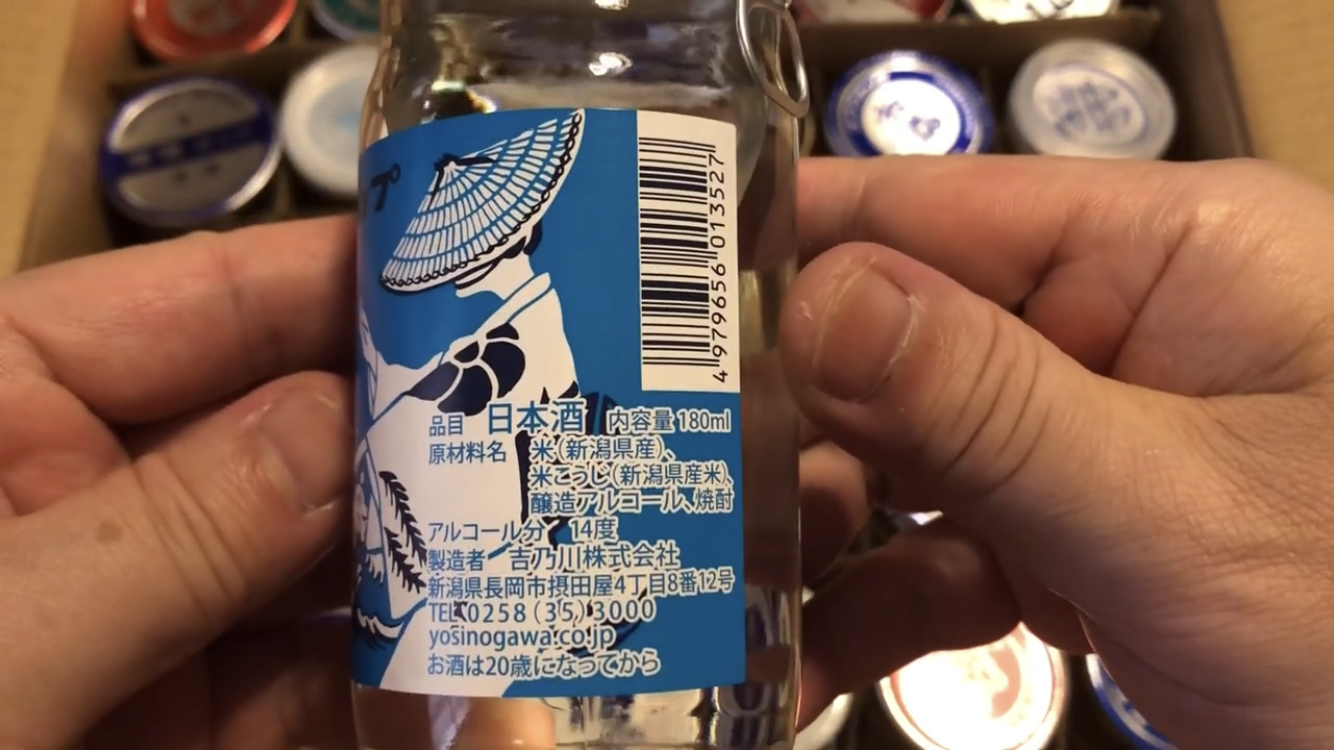 プ
4 979656 013527
品目 日本酒 内容量 180ml
原材料名 米(新潟県産)、
米こうじ(新潟県産米)、
醸造アルコール、焼酎
アルコール分 14度
製造者 吉乃川株式会社
新潟県長岡市摂田屋4丁目8番12号
TEL 0258(35)3000
yosinogawa.co.jp
お酒は20歳になってから